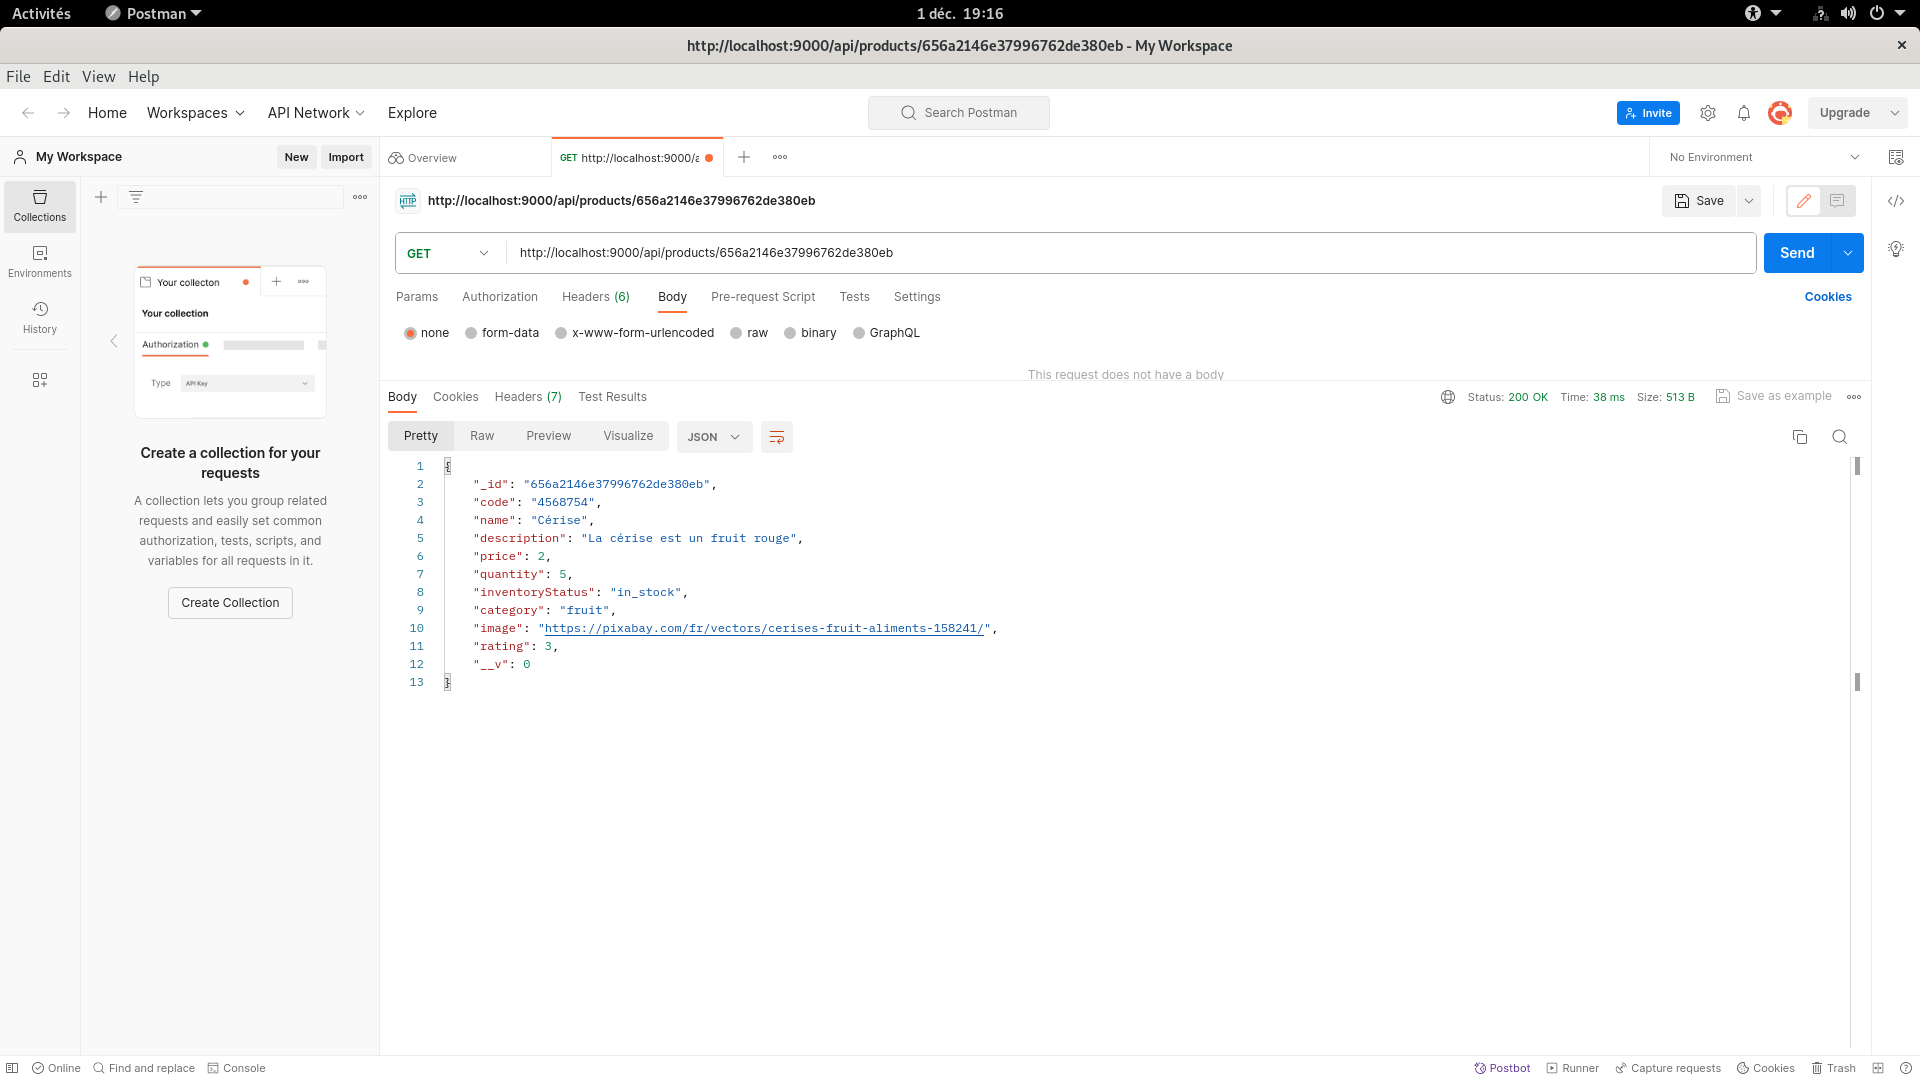 Activités Postman 1 déc. 19:16
http://localhost:9000/api/products/656a2146e37996762de380eb - My Workspace
File Edit View Help
Home Workspaces API Network Explore Search Postman Invite Upgrade
My Workspace New Import Overview GET http://localhost:9000/a No Environment
Collections
Environments
History
Your collecton
Your collection
Authorization
Type API Key
Create a collection for your
requests
A collection lets you group related
requests and easily set common
authorization, tests, scripts, and
variables for all requests in it.
Create Collection
HTTP http://localhost:9000/api/products/656a2146e37996762de380eb Save
GET http://localhost:9000/api/products/656a2146e37996762de380eb Send
Params Authorization Headers (6) Body Pre-request Script Tests Settings Cookies
none form-data x-www-form-urlencoded raw binary GraphQL
This request does not have a body
Body Cookies Headers (7) Test Results Status: 200 OK Time: 38 ms Size: 513 B Save as example
Pretty Raw Preview Visualize JSON
1 {
2 "_id": "656a2146e37996762de380eb",
3 "code": "4568754",
4 "name": "Cérise",
5 "description": "La cérise est un fruit rouge",
6 "price": 2,
7 "quantity": 5,
8 "inventoryStatus": "in_stock",
9 "category": "fruit",
10 "image": "https://pixabay.com/fr/vectors/cerises-fruit-aliments-158241/",
11 "rating": 3,
12 "__v": 0
13 }
Online Find and replace Console Postbot Runner Capture requests Cookies Trash